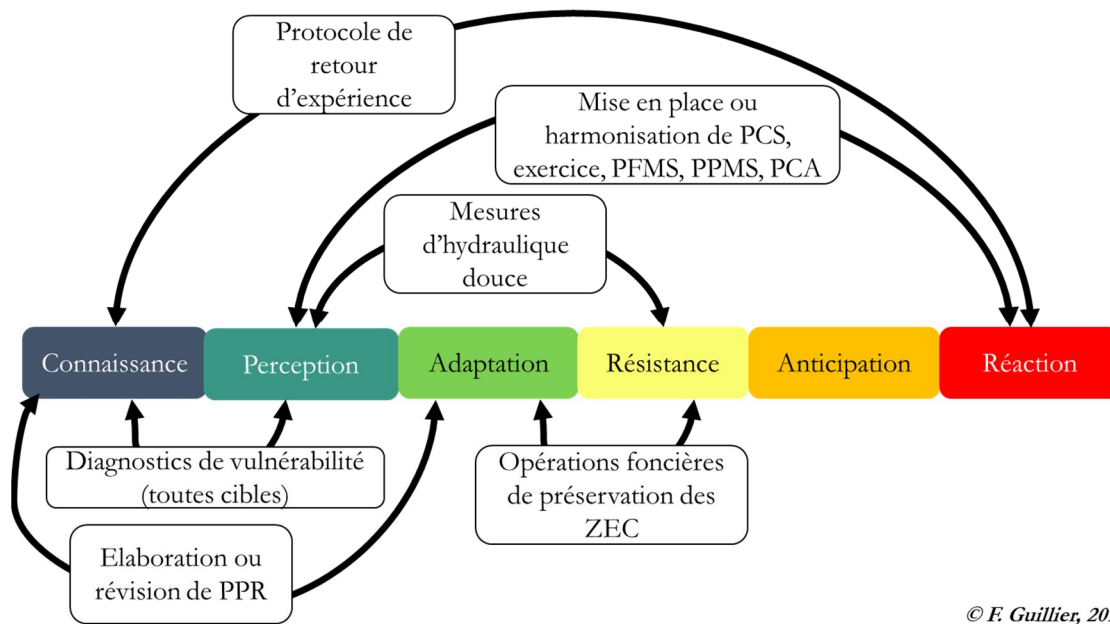 Protocole de
retour
d'expérience
Mise en place ou
harmonisation de PCS,
exercice, PFMS, PPMS, PCA
Mesures
d'hydraulique
douce
Connaissance
Perception
Adaptation
Résistance
Anticipation
Réaction
Diagnostics de vulnérabilité
(toutes cibles)
Opérations foncières
de préservation des
ZEC
Elaboration ou
révision de PPR
© F. Guillier,